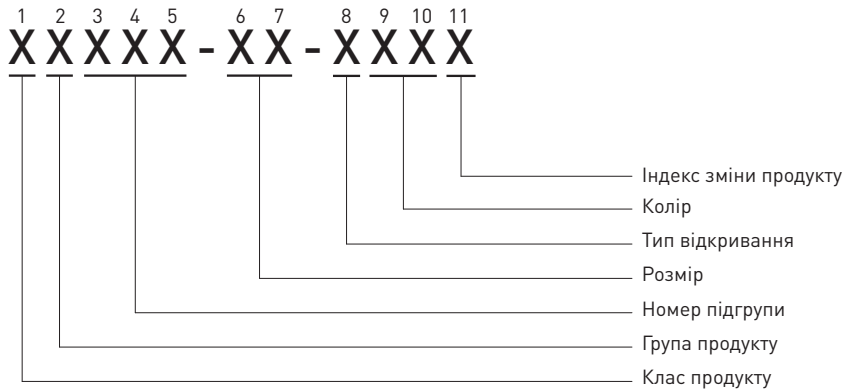 1 2 3 4 5 6 7 8 9 10 11
X X X X X - X X - X X X X
Індекс зміни продукту
Колір
Тип відкривання
Розмір
Номер підгрупи
Група продукту
Клас продукту